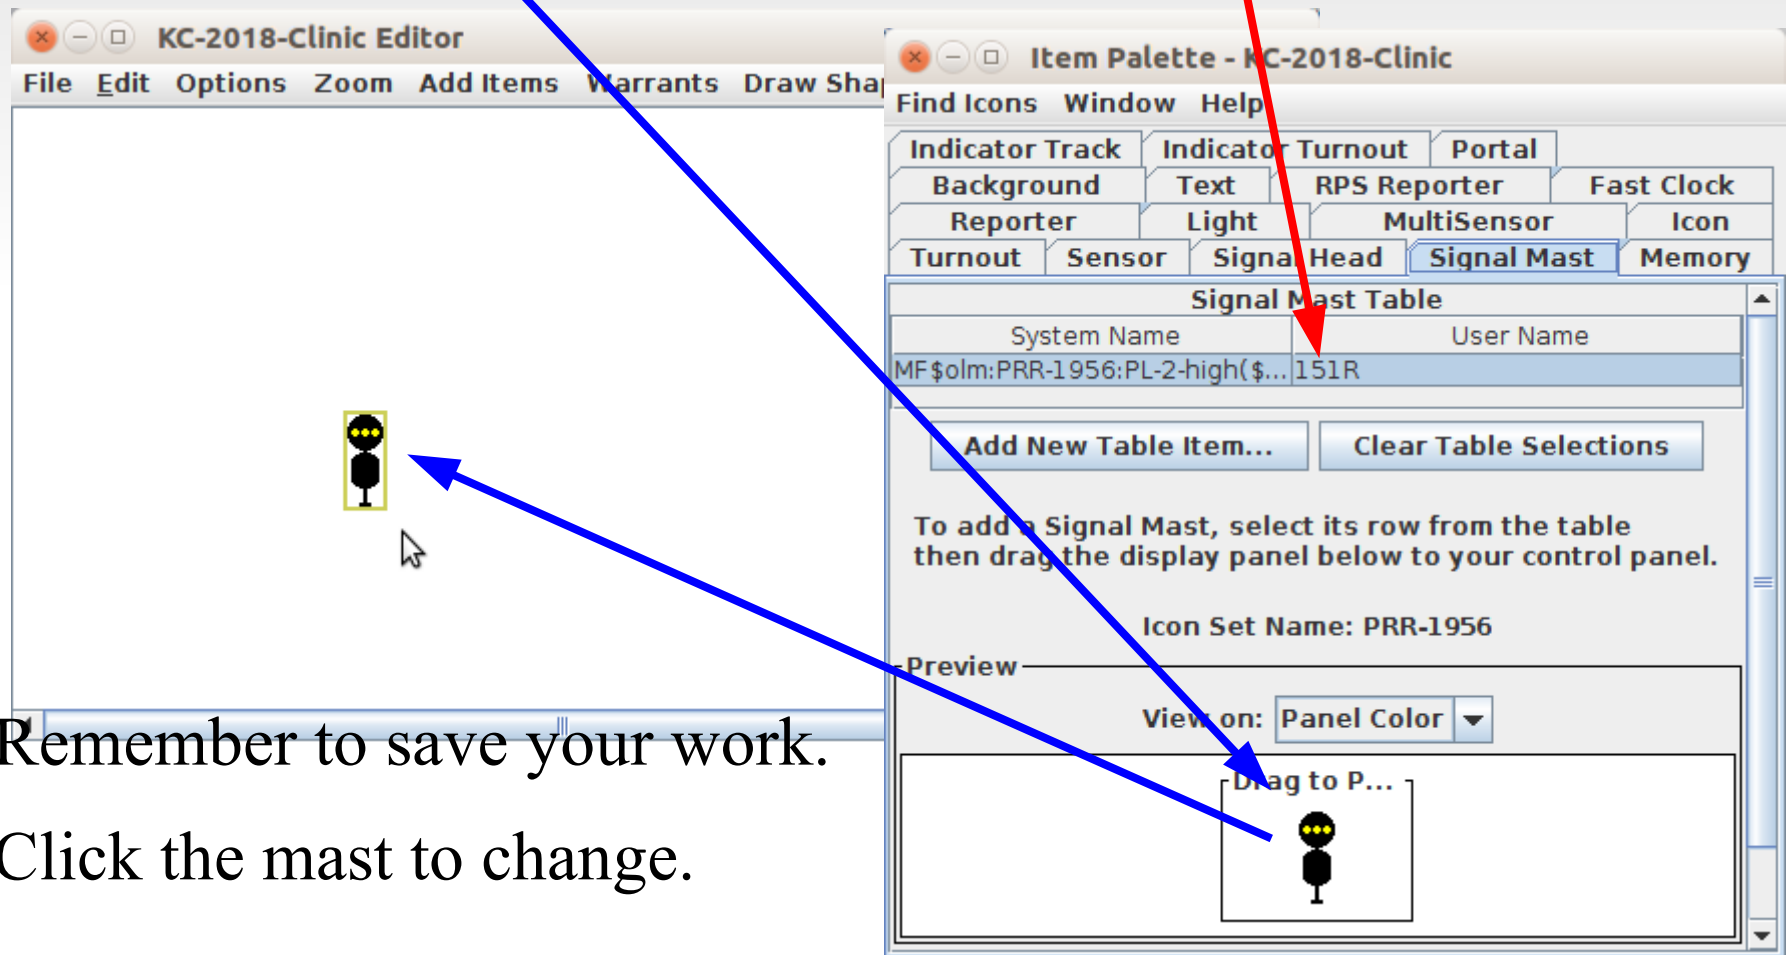 KC-2018-Clinic Editor
File Edit Options Zoom Add Items Warrants Draw Sha
Item Palette - KC-2018-Clinic
Find Icons Window Help
Indicator Track Indicator Turnout Portal
Background Text RPS Reporter Fast Clock
Reporter Light MultiSensor Icon
Turnout Sensor Signal Head Signal Mast Memory
Signal Mast Table
System Name User Name
MF$olm:PRR-1956:PL-2-high($... 151R
Add New Table Item... Clear Table Selections
To add a Signal Mast, select its row from the table
then drag the display panel below to your control panel.
Icon Set Name: PRR-1956
Preview
View on: Panel Color
Drag to P...
Remember to save your work.
Click the mast to change.